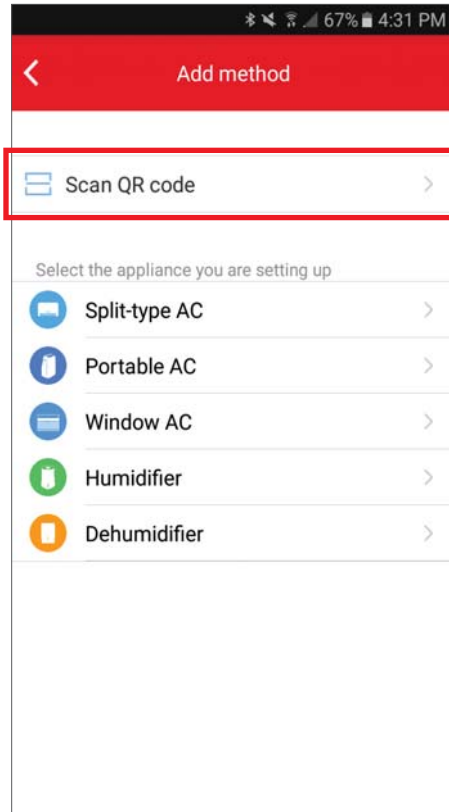 67% 4:31 PM
Add method
Scan QR code
Select the appliance you are setting up
Split-type AC
Portable AC
Window AC
Humidifier
Dehumidifier